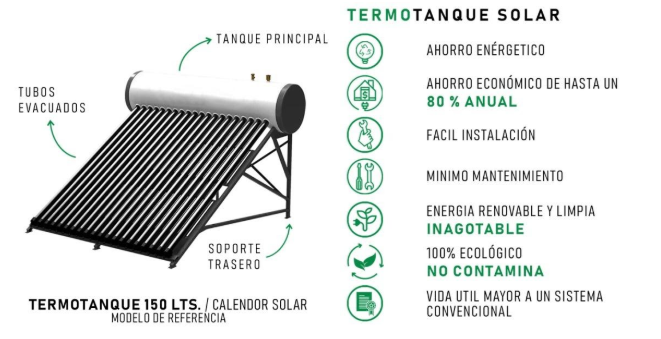 TERMOTANQUE SOLAR
TANQUE PRINCIPAL
TUBOS
EVACUADOS
SOPORTE
TRASERO
TERMOTANQUE 150 LTS. / CALENDOR SOLAR
MODELO DE REFERENCIA
AHORRO ENÉRGETICO
AHORRO ECONÓMICO DE HASTA UN
80 % ANUAL
FACIL INSTALACIÓN
MINIMO MANTENIMIENTO
ENERGIA RENOVABLE Y LIMPIA
INAGOTABLE
100% ECOLÓGICO
NO CONTAMINA
VIDA UTIL MAYOR A UN SISTEMA
CONVENCIONAL